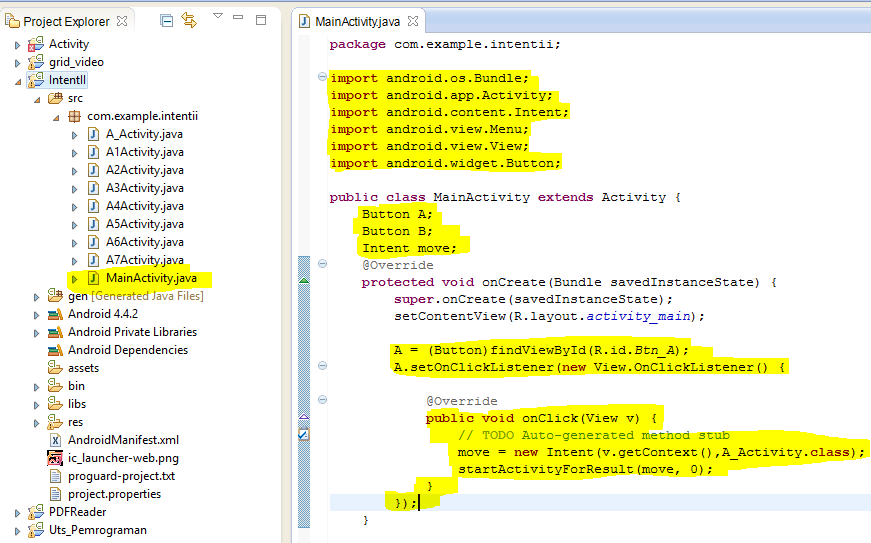 Project Explorer
Activity
grid_video
IntentII
src
com.example.intentii
A_Activity.java
A1Activity.java
A2Activity.java
A3Activity.java
A4Activity.java
A5Activity.java
A6Activity.java
A7Activity.java
MainActivity.java
gen [Generated Java Files]
Android 4.4.2
Android Private Libraries
Android Dependencies
assets
bin
libs
res
AndroidManifest.xml
ic_launcher-web.png
proguard-project.txt
project.properties
PDFReader
Uts_Pemrograman
MainActivity.java
package com.example.intentii;
import android.os.Bundle;
import android.app.Activity;
import android.content.Intent;
import android.view.Menu;
import android.view.View;
import android.widget.Button;
public class MainActivity extends Activity {
Button A;
Button B;
Intent move;
@Override
protected void onCreate(Bundle savedInstanceState) {
super.onCreate(savedInstanceState);
setContentView(R.layout.activity_main);
A = (Button)findViewById(R.id.Btn_A);
A.setOnClickListener(new View.OnClickListener() {
@Override
public void onClick(View v) {
// TODO Auto-generated method stub
move = new Intent(v.getContext(),A_Activity.class);
startActivityForResult(move, 0);
}
});
}